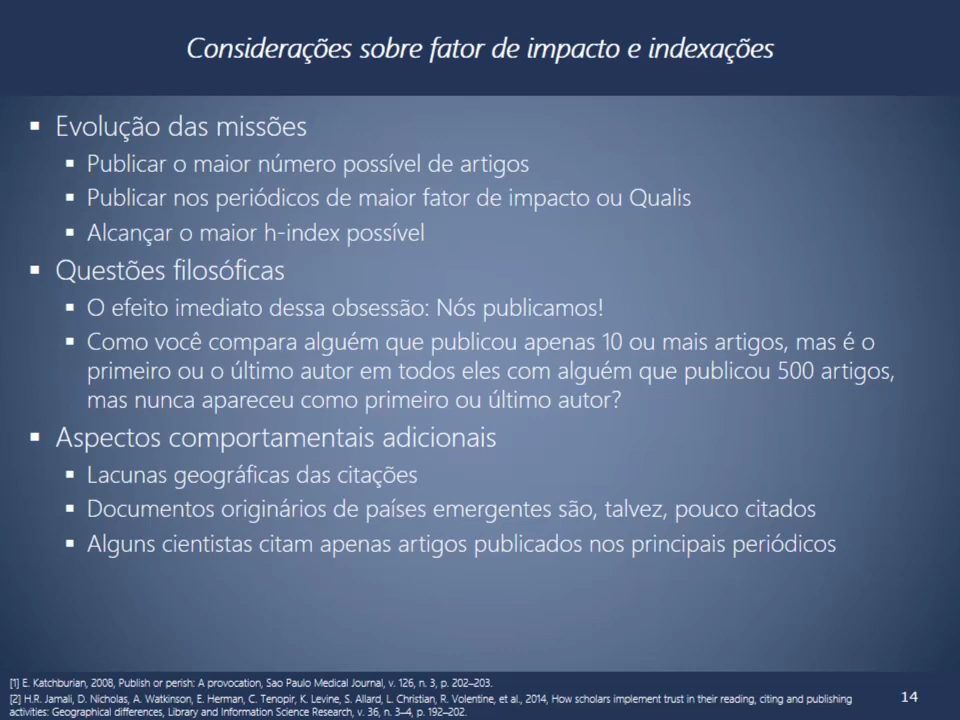 Considerações sobre fator de impacto e indexações
▪ Evolução das missões
▪ Publicar o maior número possível de artigos
▪ Publicar nos periódicos de maior fator de impacto ou Qualis
▪ Alcançar o maior h-index possível
▪ Questões filosóficas
▪ O efeito imediato dessa obsessão: Nós publicamos!
▪ Como você compara alguém que publicou apenas 10 ou mais artigos, mas é o
primeiro ou o último autor em todos eles com alguém que publicou 500 artigos,
mas nunca apareceu como primeiro ou último autor?
▪ Aspectos comportamentais adicionais
▪ Lacunas geográficas das citações
▪ Documentos originários de países emergentes são, talvez, pouco citados
▪ Alguns cientistas citam apenas artigos publicados nos principais periódicos
[1] E. Katchburian, 2008, Publish or perish: A provocation, Sao Paulo Medical Journal, v. 126, n. 3, p. 202–203.
[2] H.R. Jamali, D. Nicholas, A. Watkinson, E. Herman, C. Tenopir, K. Levine, S. Allard, L. Christian, R. Volentine, et al., 2014, How scholars implement trust in their reading, citing and publishing
activities: Geographical differences, Library and Information Science Research, v. 36, n. 3–4, p. 192–202.
14